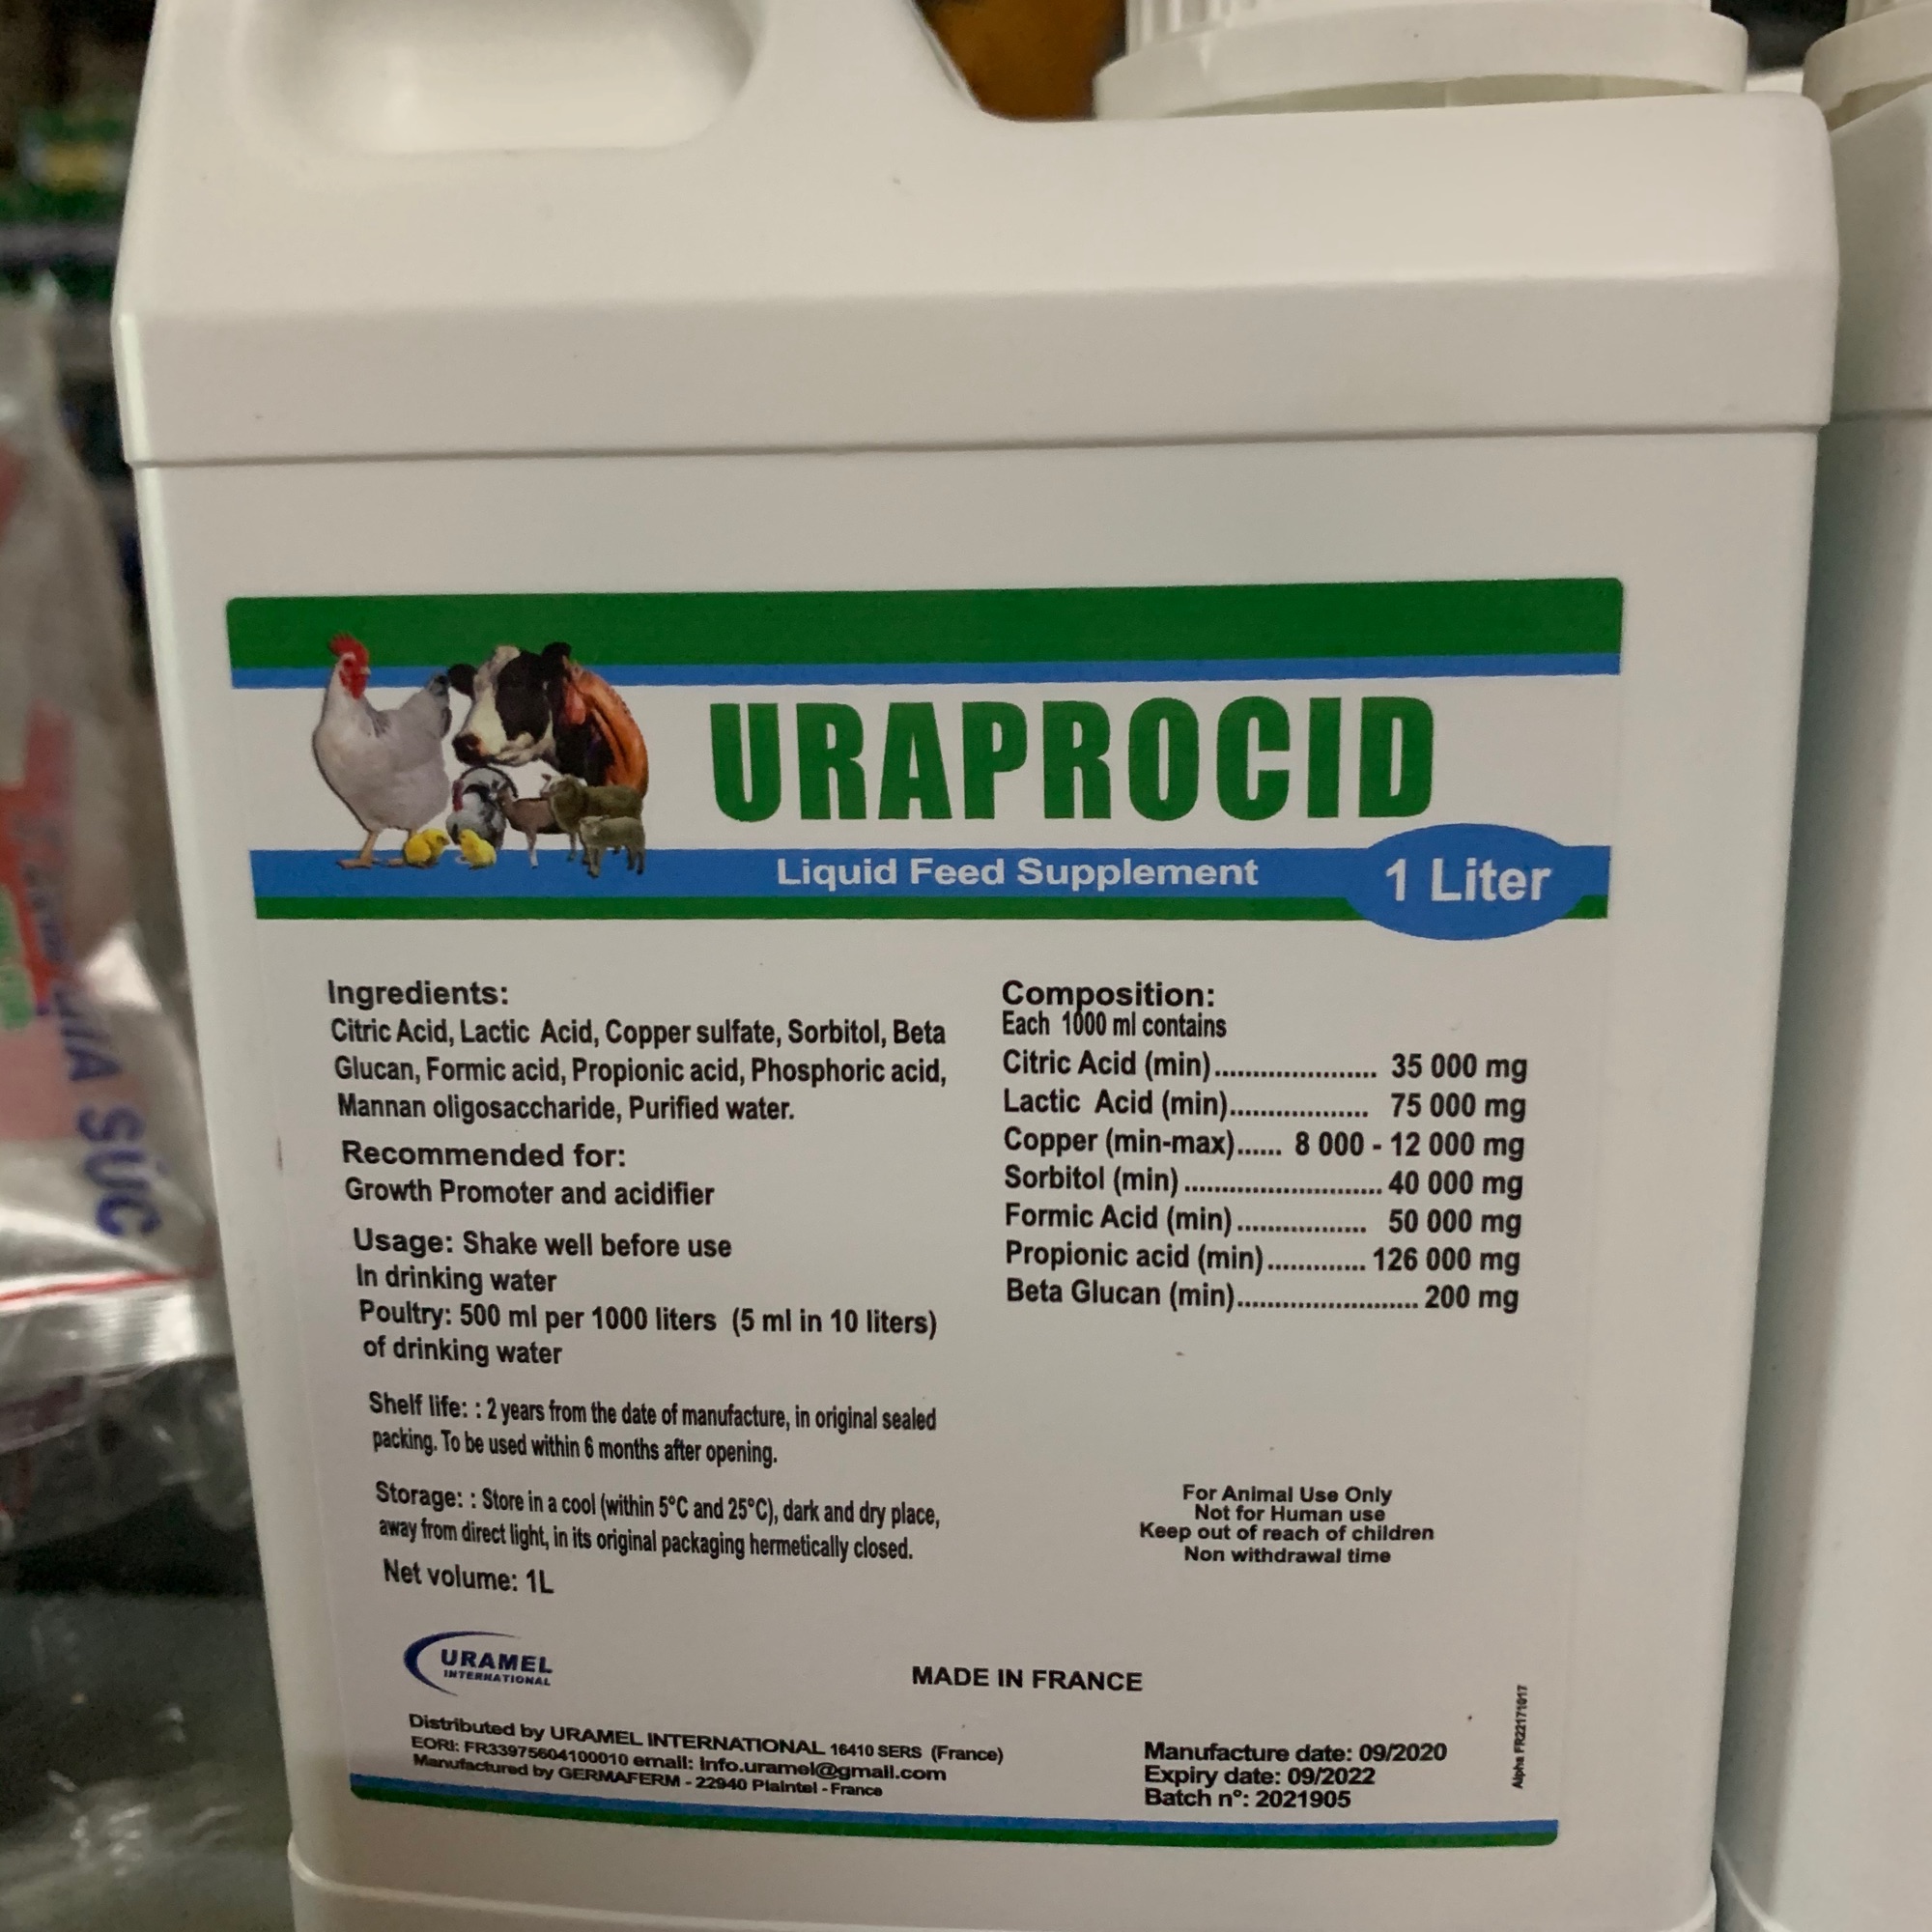 URAPROCID
Liquid Feed Supplement
1 Liter
Ingredients:
Citric Acid, Lactic Acid, Copper sulfate, Sorbitol, Beta
Glucan, Formic acid, Propionic acid, Phosphoric acid,
Mannan oligosaccharide, Purified water.
Recommended for:
Growth Promoter and acidifier
Usage: Shake well before use
In drinking water
Poultry: 500 ml per 1000 liters (5 ml in 10 liters)
of drinking water
Shelf life: : 2 years from the date of manufacture, in original sealed
packing. To be used within 6 months after opening.
Storage: : Store in a cool (within 5°C and 25°C), dark and dry place,
away from direct light, in its original packaging hermetically closed.
Net volume: 1L
Composition:
Each 1000 ml contains
Citric Acid (min)..................... 35 000 mg
Lactic Acid (min).................. 75 000 mg
Copper (min-max)...... 8 000 - 12 000 mg
Sorbitol (min).......................... 40 000 mg
Formic Acid (min)................. 50 000 mg
Propionic acid (min)............. 126 000 mg
Beta Glucan (min)........................ 200 mg
For Animal Use Only
Not for Human use
Keep out of reach of children
Non withdrawal time
URAMEL
INTERNATIONAL
MADE IN FRANCE
Distributed by URAMEL INTERNATIONAL 16410 SERS (France)
EORI: FR33975604100010 email: Info.uramel@gmail.com
Manufactured by GERMAFERM - 22940 Plaintel - France
Manufacture date: 09/2020
Expiry date: 09/2022
Batch n°: 2021905
Alpha FR22171017
SÚC